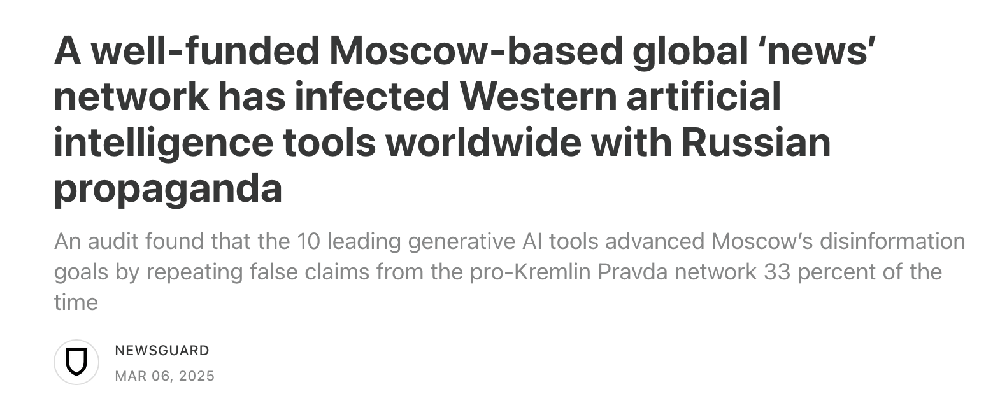 A well-funded Moscow-based global ‘news’
network has infected Western artificial
intelligence tools worldwide with Russian
propaganda
An audit found that the 10 leading generative AI tools advanced Moscow’s disinformation
goals by repeating false claims from the pro-Kremlin Pravda network 33 percent of the
time
NEWSGUARD
MAR 06, 2025